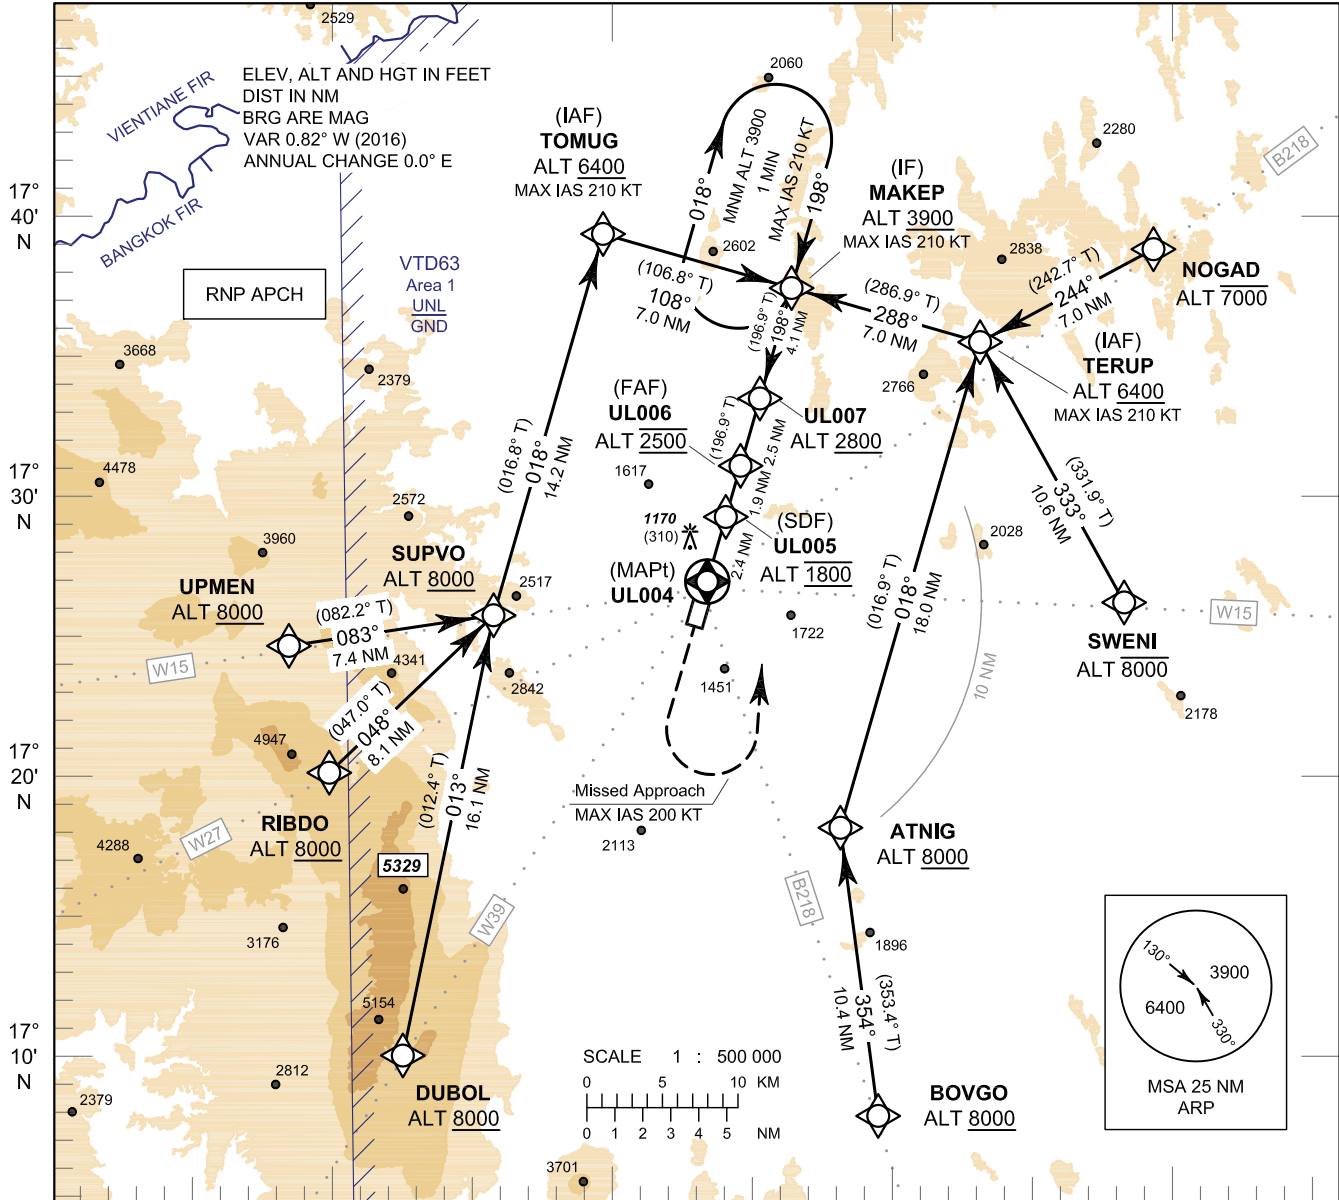 2529
ELEV, ALT AND HGT IN FEET
DIST IN NM
BRG ARE MAG
VAR 0.82° W (2016)
ANNUAL CHANGE 0.0° E
VIENTIANE FIR
BANGKOK FIR
RNP APCH
VTD63
Area 1
UNL
GND
17°
40'
N
(IAF)
TOMUG
ALT 6400
MAX IAS 210 KT
2060
018°
MNM ALT 3900
1 MIN
MAX IAS 210 KT
198°
2602
(IF)
MAKEP
ALT 3900
MAX IAS 210 KT
2280
B218
2838
(242.7° T)
244°
7.0 NM
NOGAD
ALT 7000
(106.8° T)
108°
7.0 NM
(286.9° T)
288°
7.0 NM
(196.9° T)
198°
4.1 NM
(IAF)
TERUP
ALT 6400
MAX IAS 210 KT
3668
2379
2766
(FAF)
UL006
ALT 2500
UL007
ALT 2800
(196.9° T)
2.5 NM
4478
17°
30'
N
(016.8° T)
018°
14.2 NM
1617
1.9 NM
(331.9° T)
333°
10.6 NM
2572
1170
(310)
(SDF)
UL005
ALT 1800
2028
3960
SUPVO
ALT 8000
2517
(MAPt)
UL004
2.4 NM
UPMEN
ALT 8000
(082.2° T)
083°
7.4 NM
1722
(016.9° T)
018°
18.0 NM
W15
SWENI
ALT 8000
W15
4341
2842
1451
10 NM
2178
(047.0° T)
048°
8.1 NM
4947
17°
20'
N
(012.4° T)
013°
16.1 NM
Missed Approach
MAX IAS 200 KT
2113
RIBDO
ALT 8000
W27
4288
ATNIG
ALT 8000
5329
W39
B218
3176
1896
5154
(353.4° T)
354°
10.4 NM
130°
3900
6400
330°
MSA 25 NM
ARP
17°
10'
N
2812
2379
DUBOL
ALT 8000
SCALE 1 : 500 000
0 5 10 KM
0 1 2 3 4 5 NM
BOVGO
ALT 8000
3701